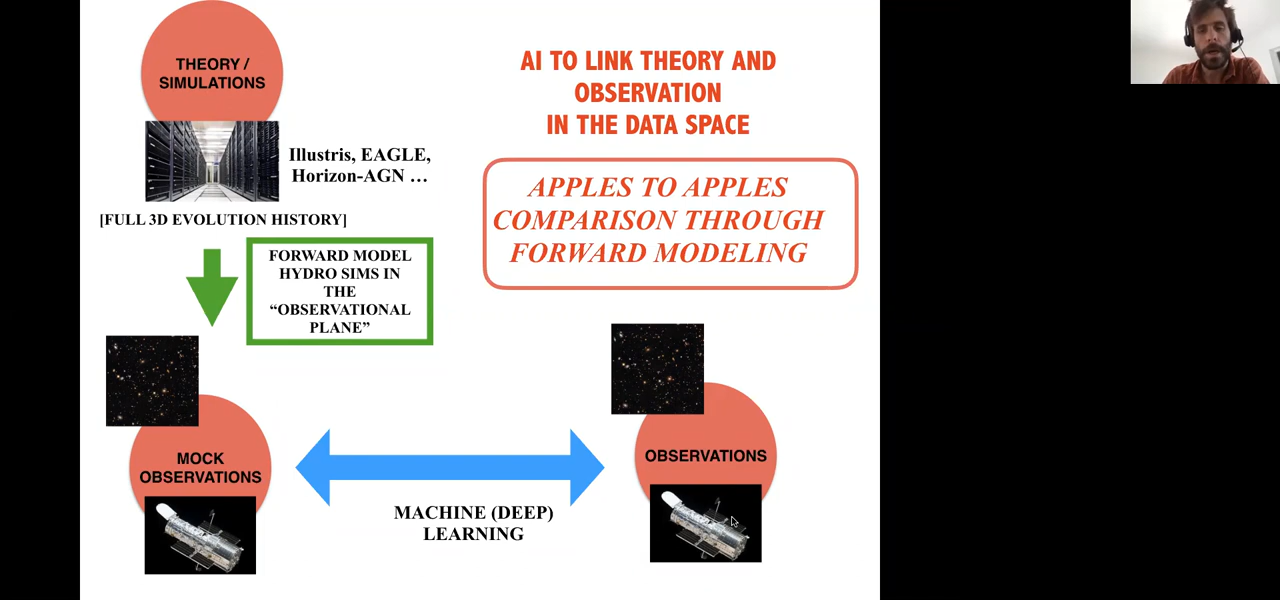 THEORY /
SIMULATIONS
Illustris, EAGLE,
Horizon-AGN …
[FULL 3D EVOLUTION HISTORY]
FORWARD MODEL
HYDRO SIMS IN
THE
“OBSERVATIONAL
PLANE”
AI TO LINK THEORY AND
OBSERVATION
IN THE DATA SPACE
APPLES TO APPLES
COMPARISON THROUGH
FORWARD MODELING
MOCK
OBSERVATIONS
MACHINE (DEEP)
LEARNING
OBSERVATIONS